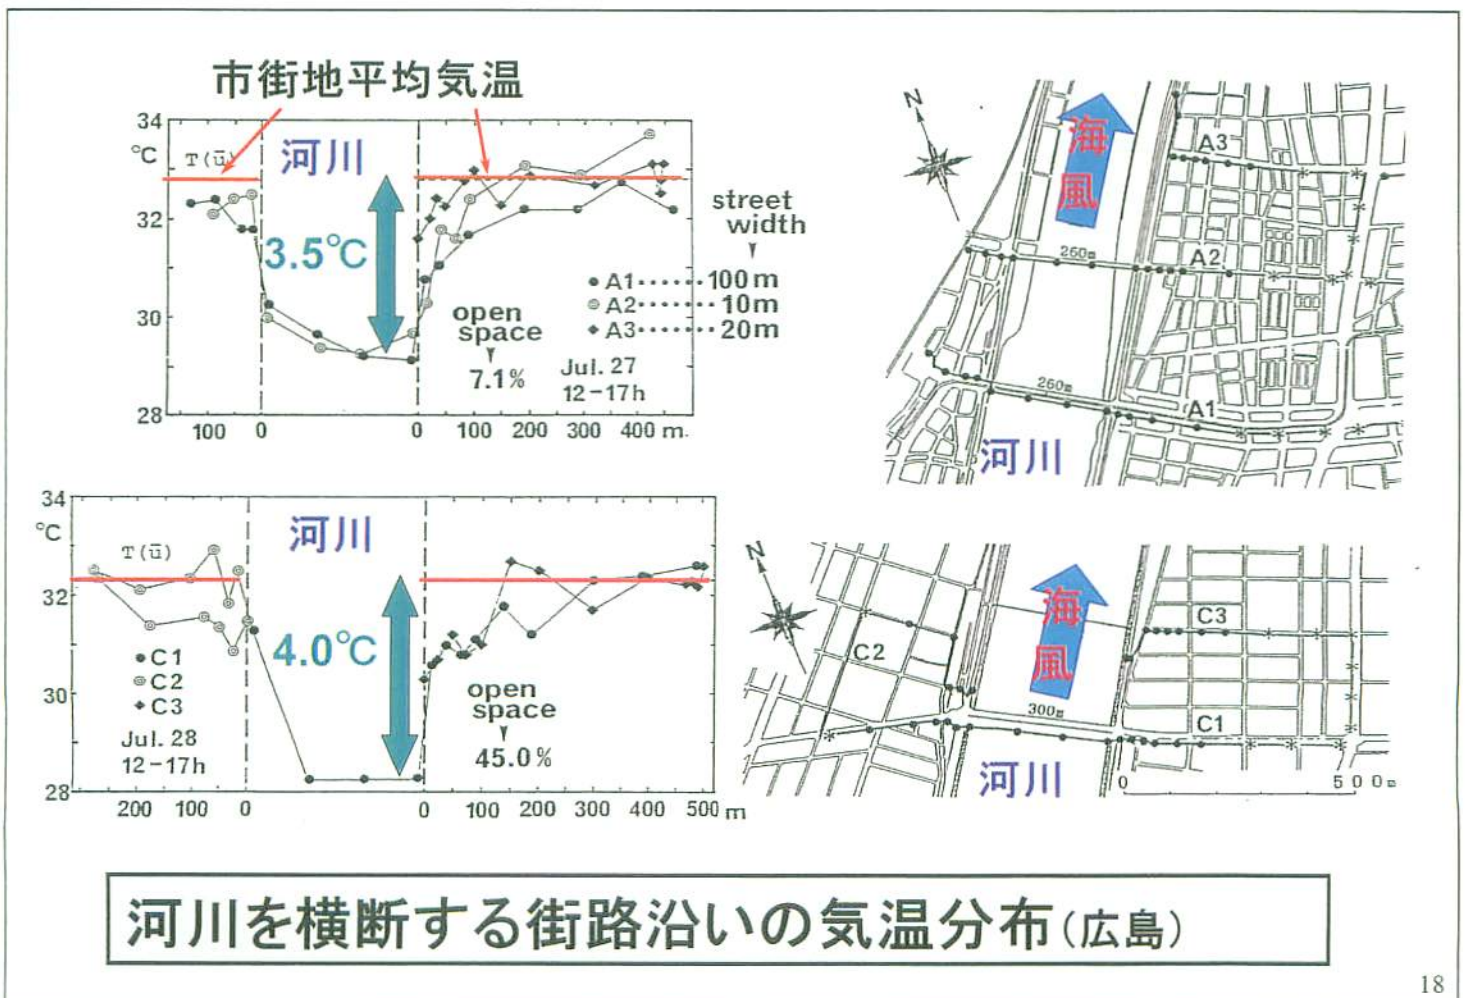 市街地平均気温
34
°C
32
30
28
T(ū)
河川
3.5°C
street
width
A1 100m
A2 10m
A3 20m
open
space
7.1%
Jul. 27
12-17h
100 0 0 100 200 300 400 m.
N
海
風
A3
260m
A2
260m
A1
河川
34
°C
32
30
28
T(ū)
河川
4.0°C
C1
C2
C3
Jul. 28
12-17h
open
space
45.0%
200 100 0 0 100 200 300 400 500 m
N
海
風
C3
C2
300m
C1
河川
0 500m
河川を横断する街路沿いの気温分布(広島)
18